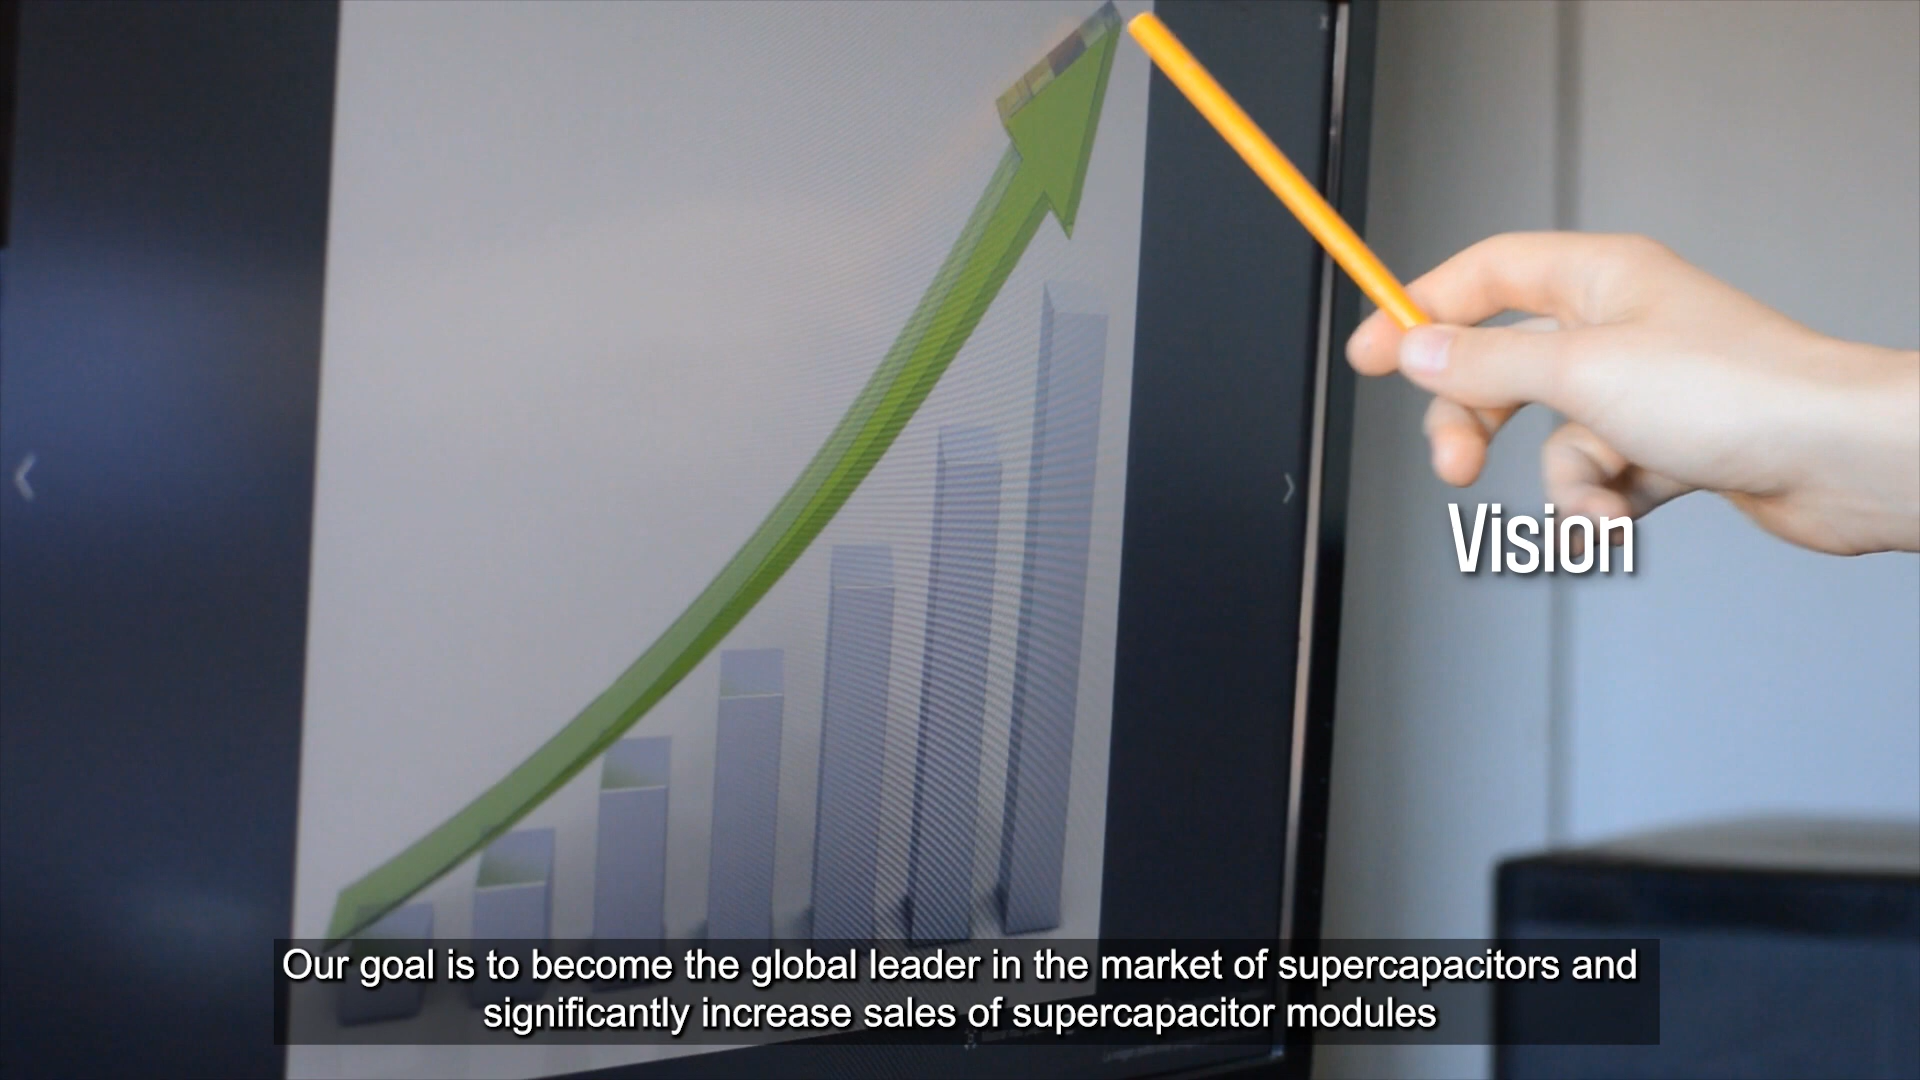 Vision
Our goal is to become the global leader in the market of supercapacitors and
significantly increase sales of supercapacitor modules